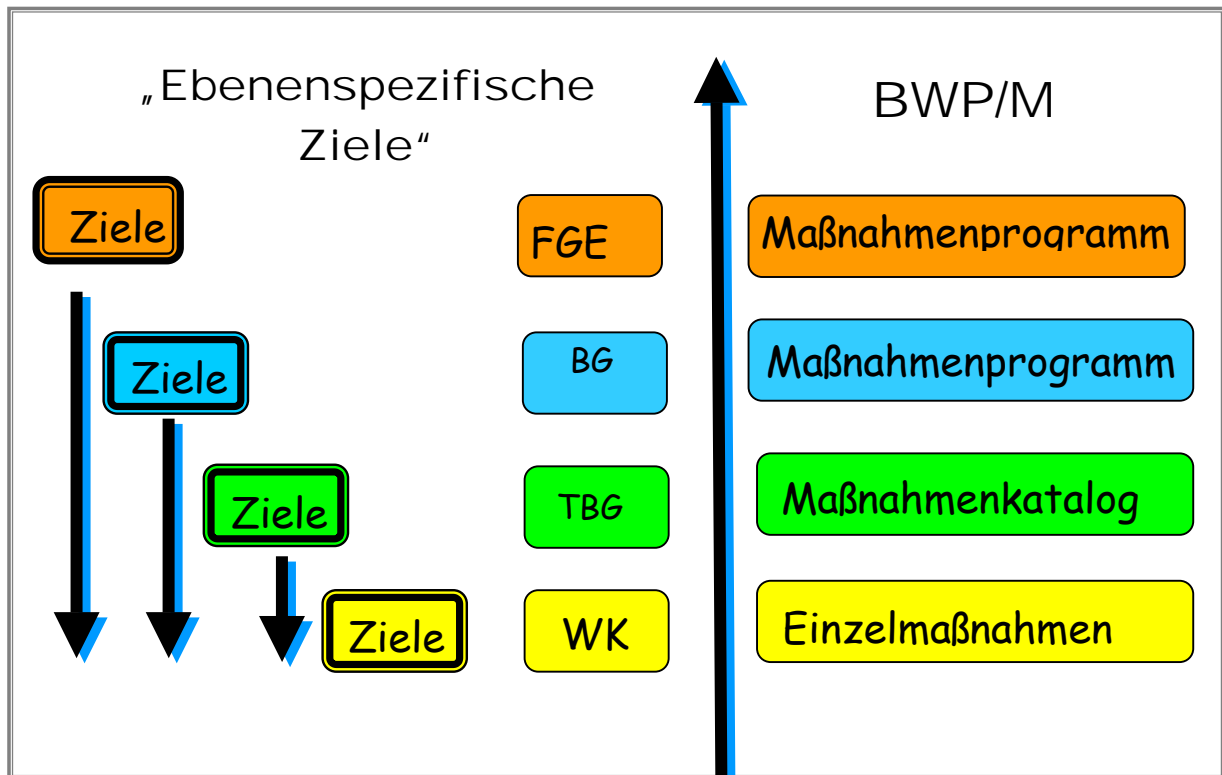 „Ebenenspezifische
Ziele“
BWP/M
Ziele
FGE
Maßnahmenprogramm
Ziele
BG
Maßnahmenprogramm
Ziele
TBG
Maßnahmenkatalog
Ziele
WK
Einzelmaßnahmen